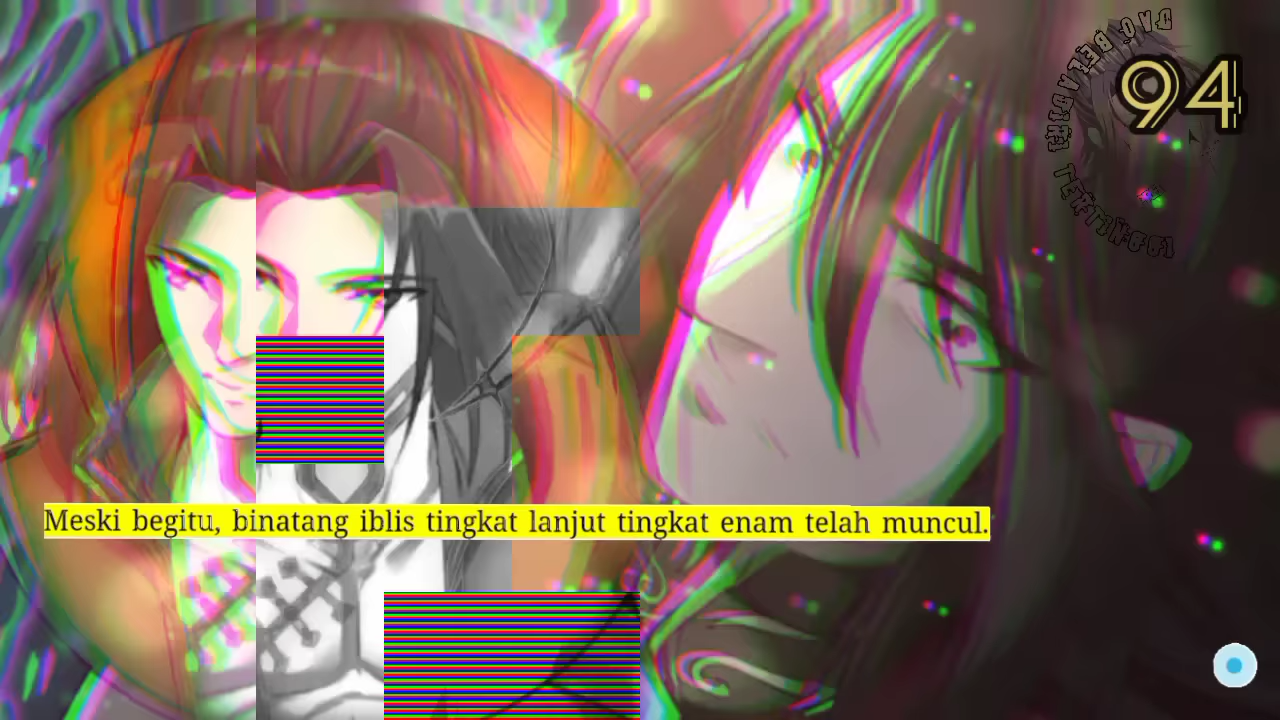 94
Meski begitu, binatang iblis tingkat lanjut tingkat enam telah muncul.